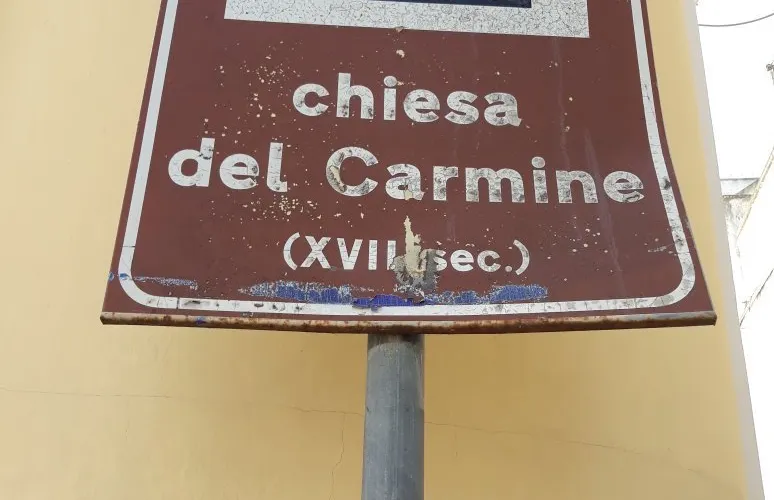 chiesa
del Carmine
(XVII sec.)